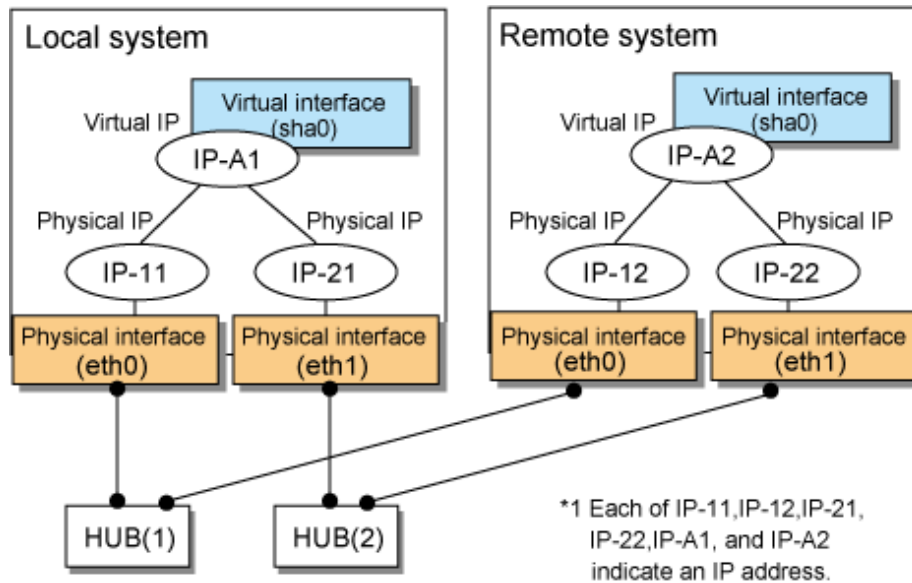 Local system
Virtual interface
(sha0)
Virtual IP
IP-A1
Physical IP
Physical IP
IP-11
IP-21
Physical interface
(eth0)
Physical interface
(eth1)
Remote system
Virtual interface
(sha0)
Virtual IP
IP-A2
Physical IP
Physical IP
IP-12
IP-22
Physical interface
(eth0)
Physical interface
(eth1)
HUB(1)
HUB(2)
*1 Each of IP-11,IP-12,IP-21,
IP-22,IP-A1, and IP-A2
indicate an IP address.